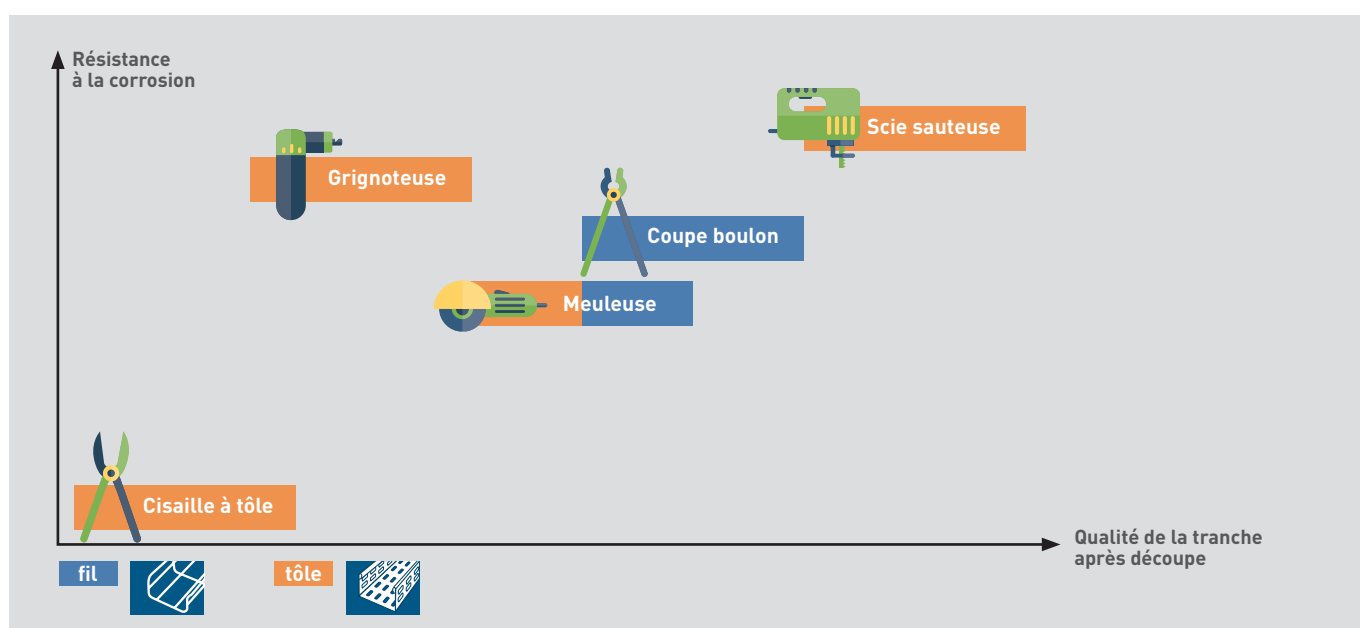 Résistance
à la corrosion
Scie sauteuse
Grignoteuse
Coupe boulon
Meuleuse
Cisaille à tôle
Qualité de la tranche
après découpe
fil
tôle